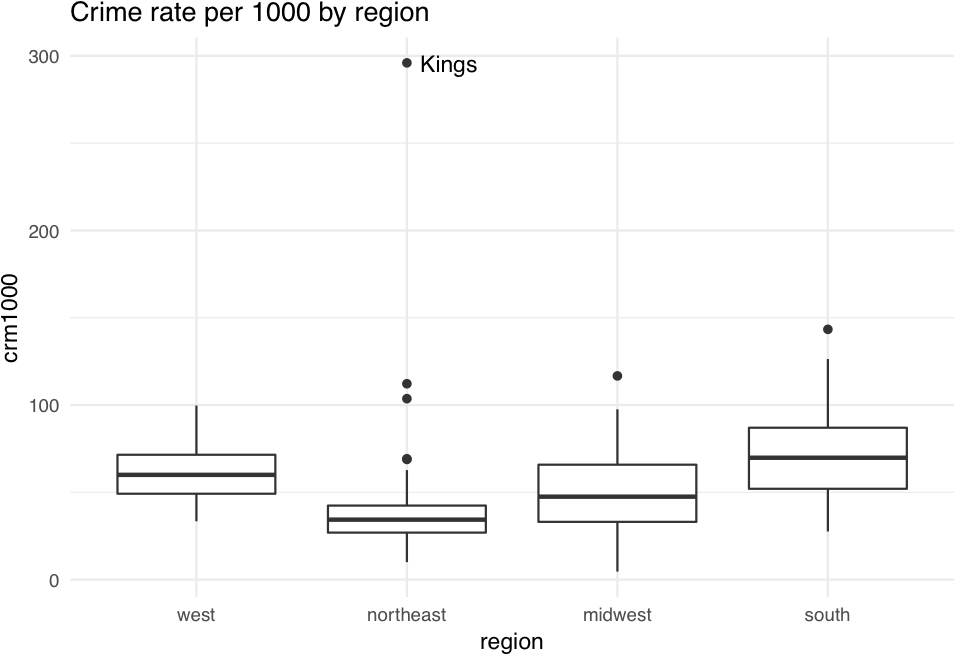 Crime rate per 1000 by region
300
Kings
200
crm1000
100
0
west northeast midwest south
region